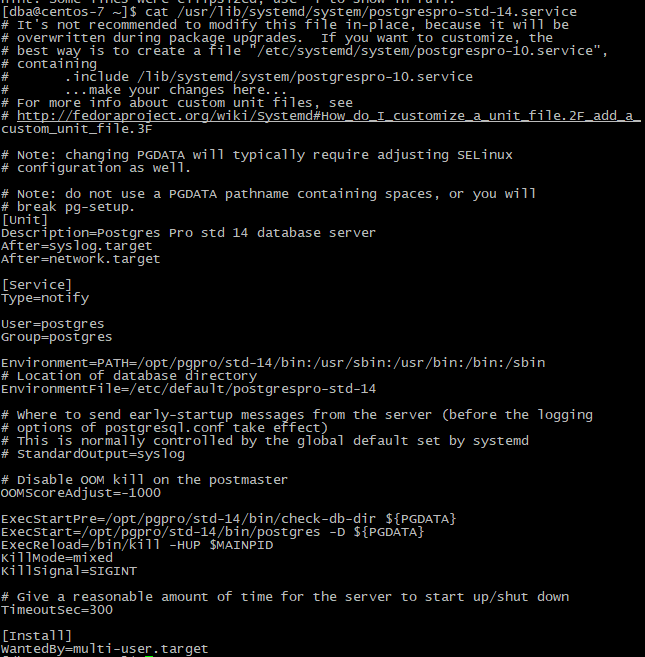 [dba@centos-7 ~]$ cat /usr/lib/systemd/system/postgrespro-std-14.service
# It's not recommended to modify this file in-place, because it will be
# overwritten during package upgrades.  If you want to customize, the
# best way is to create a file "/etc/systemd/system/postgrespro-10.service",
# containing
#       .include /lib/systemd/system/postgrespro-10.service
#       ...make your changes here...
# For more info about custom unit files, see
# http://fedoraproject.org/wiki/Systemd#How_do_I_customize_a_unit_file.2F_add_a_
custom_unit_file.3F

# Note: changing PGDATA will typically require adjusting SELinux
# configuration as well.

# Note: do not use a PGDATA pathname containing spaces, or you will
# break pg-setup.
[Unit]
Description=Postgres Pro std 14 database server
After=syslog.target
After=network.target

[Service]
Type=notify

User=postgres
Group=postgres

Environment=PATH=/opt/pgpro/std-14/bin:/usr/sbin:/usr/bin:/bin:/sbin
# Location of database directory
EnvironmentFile=/etc/default/postgrespro-std-14

# Where to send early-startup messages from the server (before the logging
# options of postgresql.conf take effect)
# This is normally controlled by the global default set by systemd
# StandardOutput=syslog

# Disable OOM kill on the postmaster
OOMScoreAdjust=-1000

ExecStartPre=/opt/pgpro/std-14/bin/check-db-dir ${PGDATA}
ExecStart=/opt/pgpro/std-14/bin/postgres -D ${PGDATA}
ExecReload=/bin/kill -HUP $MAINPID
KillMode=mixed
KillSignal=SIGINT

# Give a reasonable amount of time for the server to start up/shut down
TimeoutSec=300

[Install]
WantedBy=multi-user.target